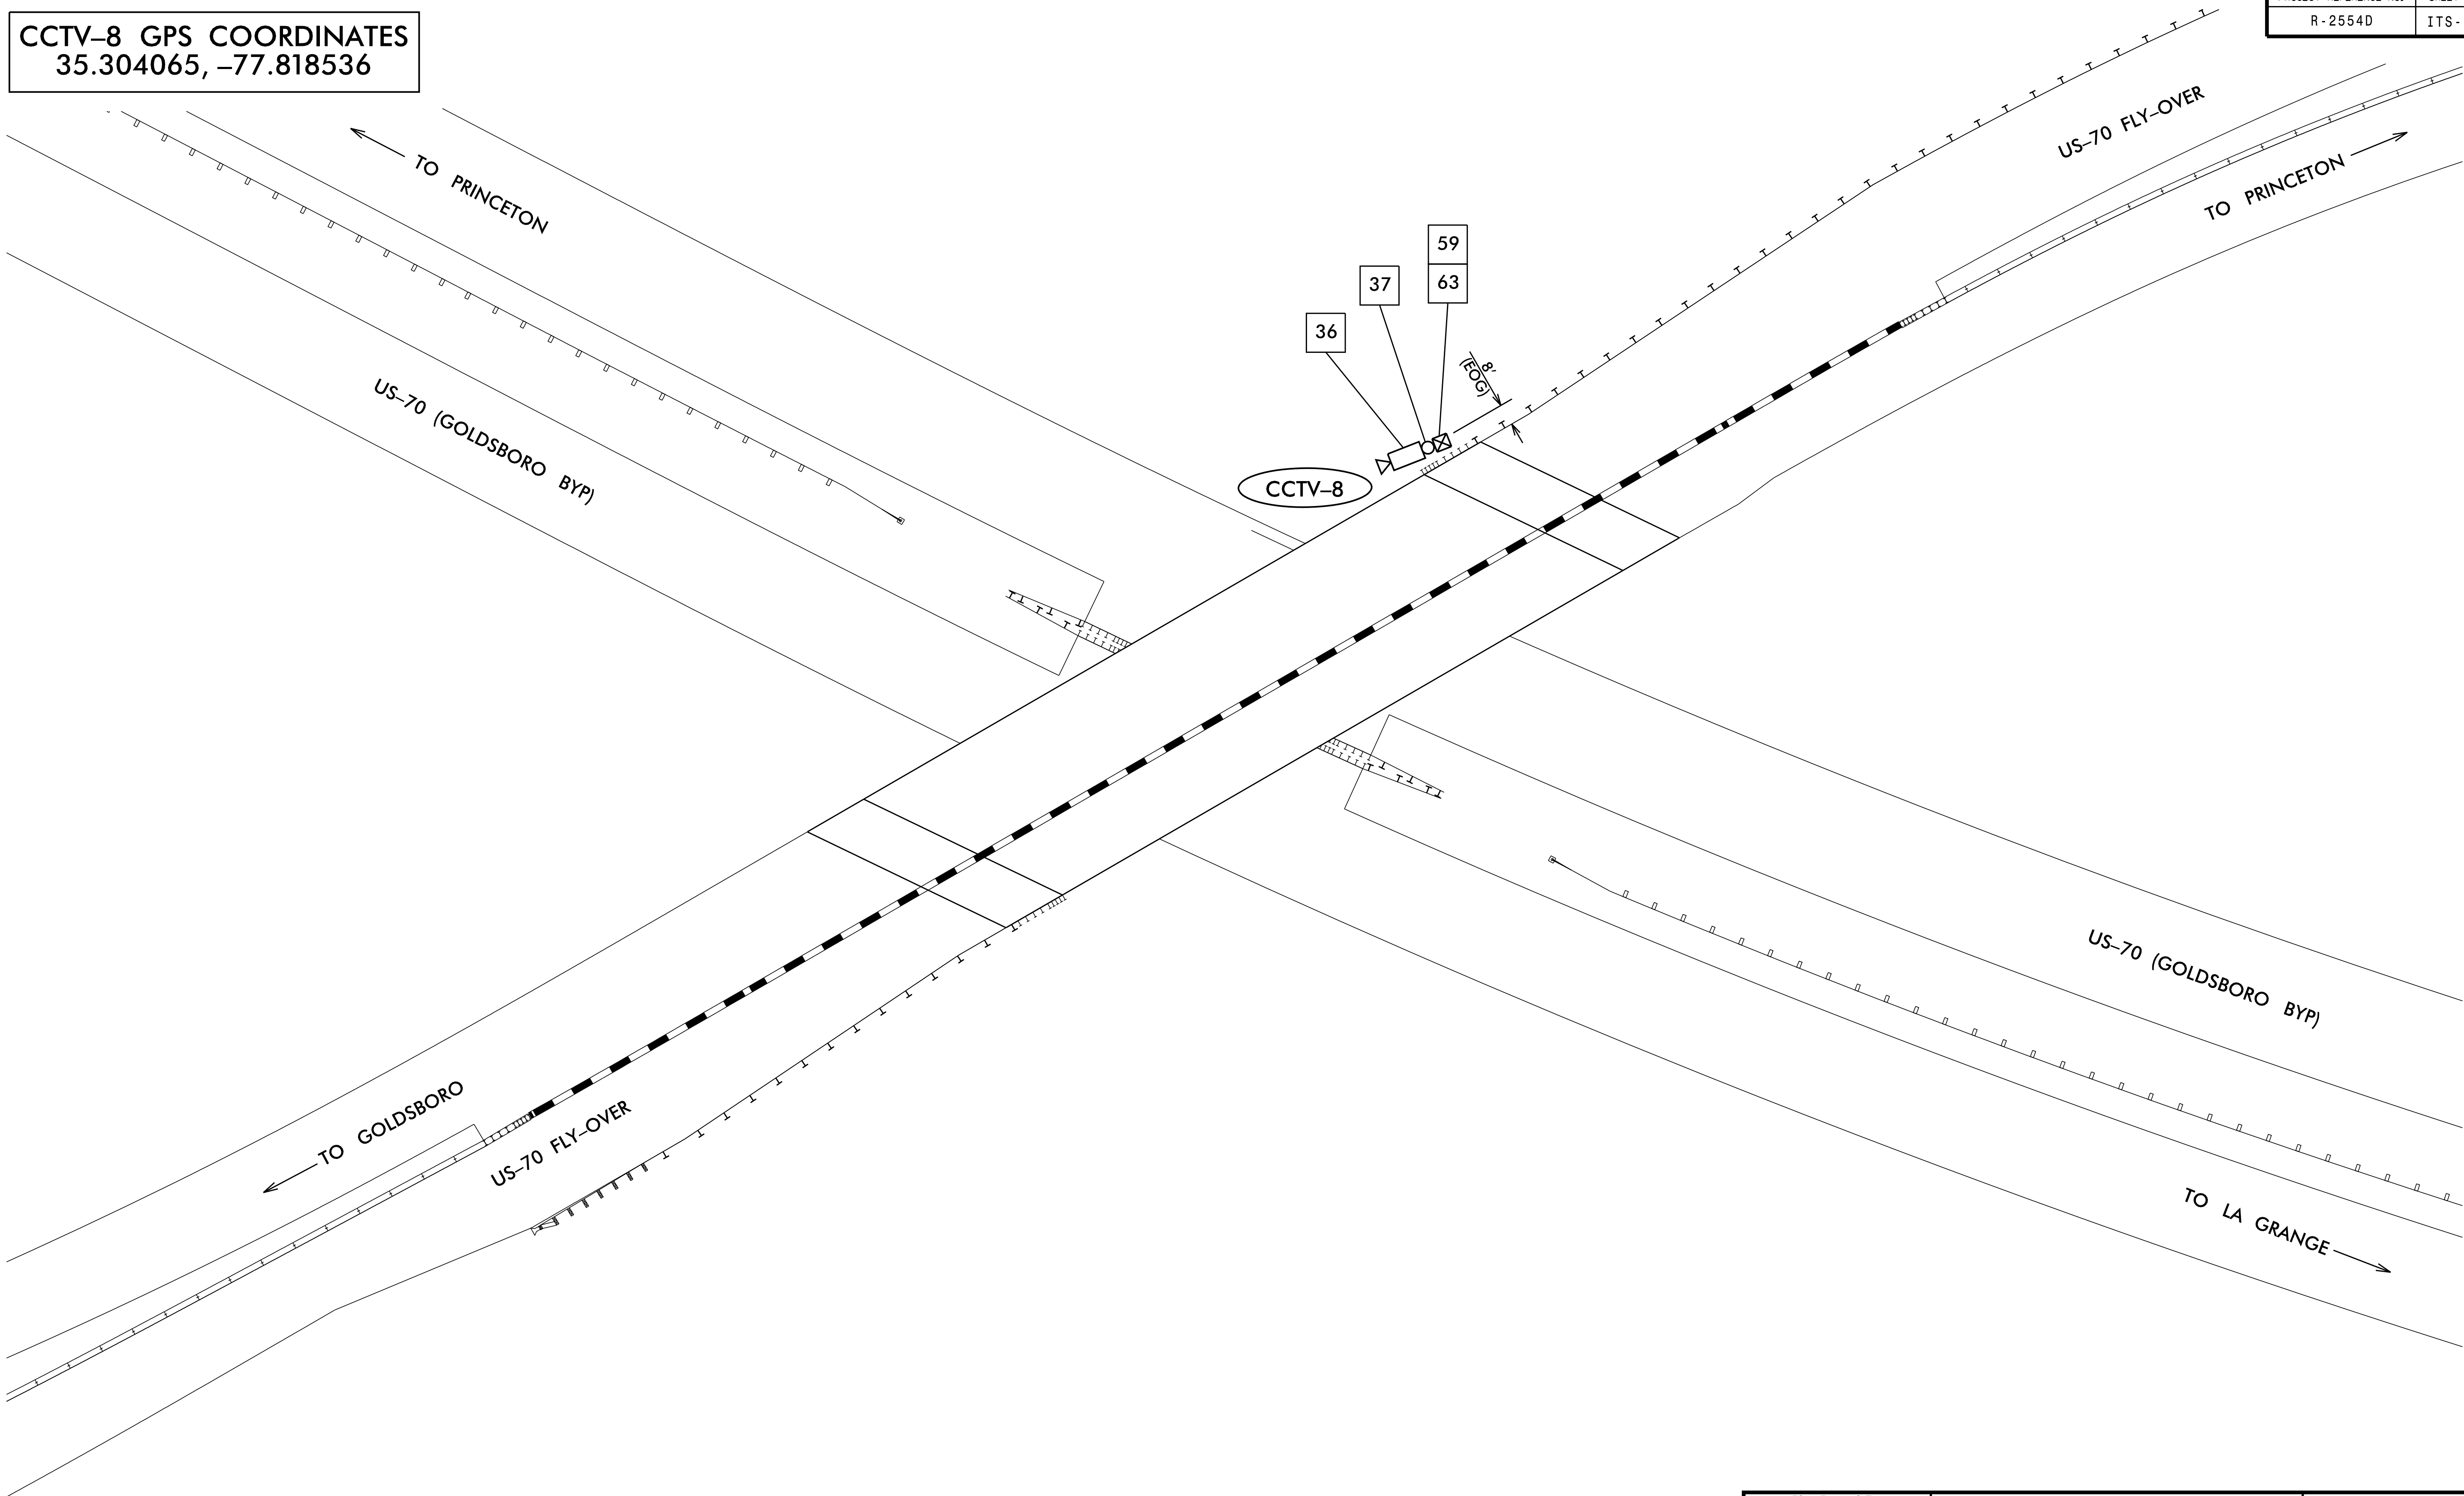 CCTV–8 GPS COORDINATES
35.304065, –77.818536
R-2554D
ITS-
US–70 FLY–OVER
TO PRINCETON
TO PRINCETON
59
37
63
36
8'
(EOG)
US–70 (GOLDSBORO BYP)
CCTV–8
US–70 (GOLDSBORO BYP)
TO GOLDSBORO
US–70 FLY–OVER
TO LA GRANGE